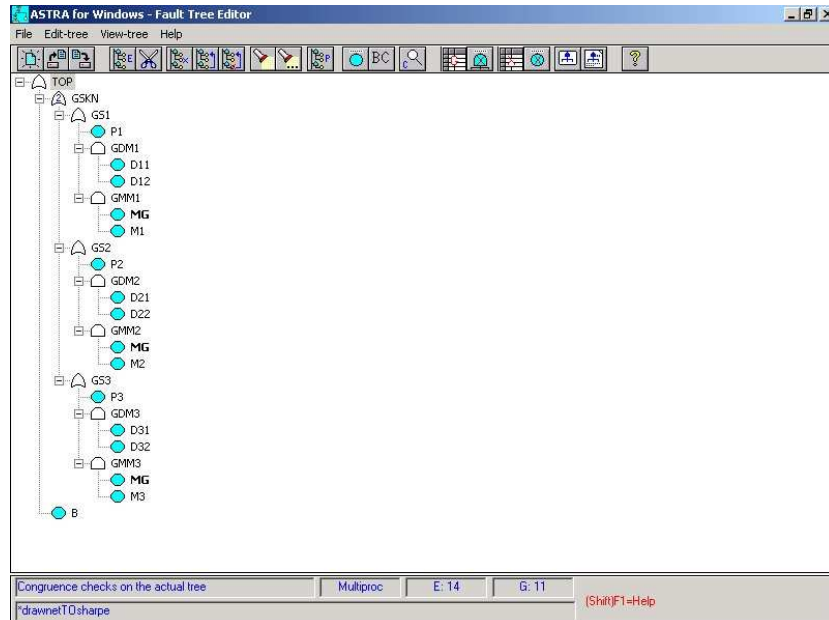 ASTRA for Windows - Fault Tree Editor
File Edit-tree View-tree Help
E x P BC c ?
TOP
2 GSKN
GS1
P1
GDM1
D11
D12
GMM1
MG
M1
GS2
P2
GDM2
D21
D22
GMM2
MG
M2
GS3
P3
GDM3
D31
D32
GMM3
MG
M3
B
Congruence checks on the actual tree Multiproc E: 14 G: 11
(Shift)F1=Help
*drawnetTOsharpe